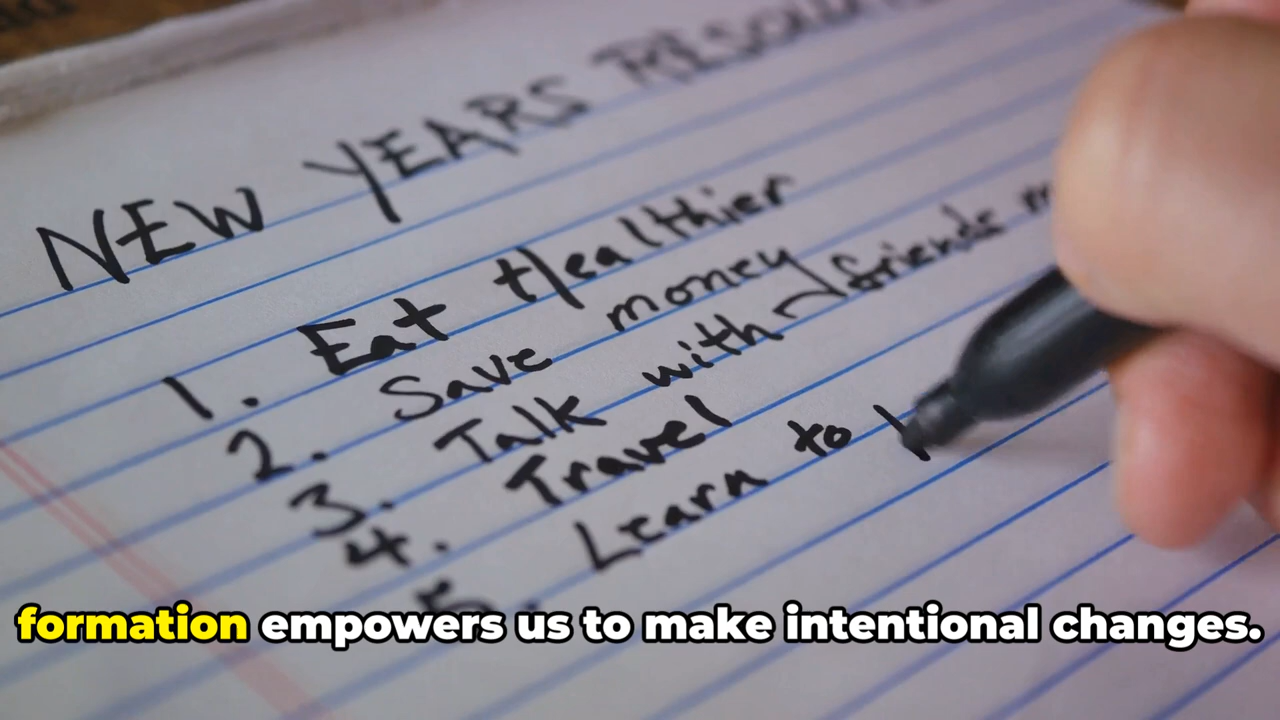 NEW YEARS RESOLU
1. Eat Healthier
2. Save money
3. Talk with friends m
4. Travel
5. Learn to
formation empowers us to make intentional changes.